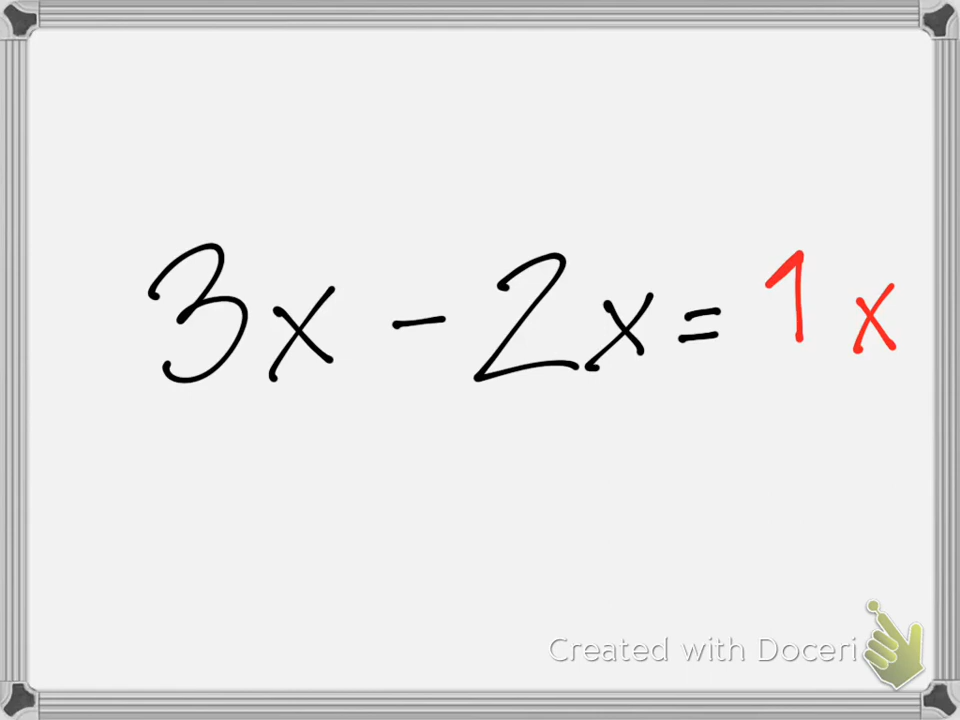 3x - 2x = 1x
Created with Doceri